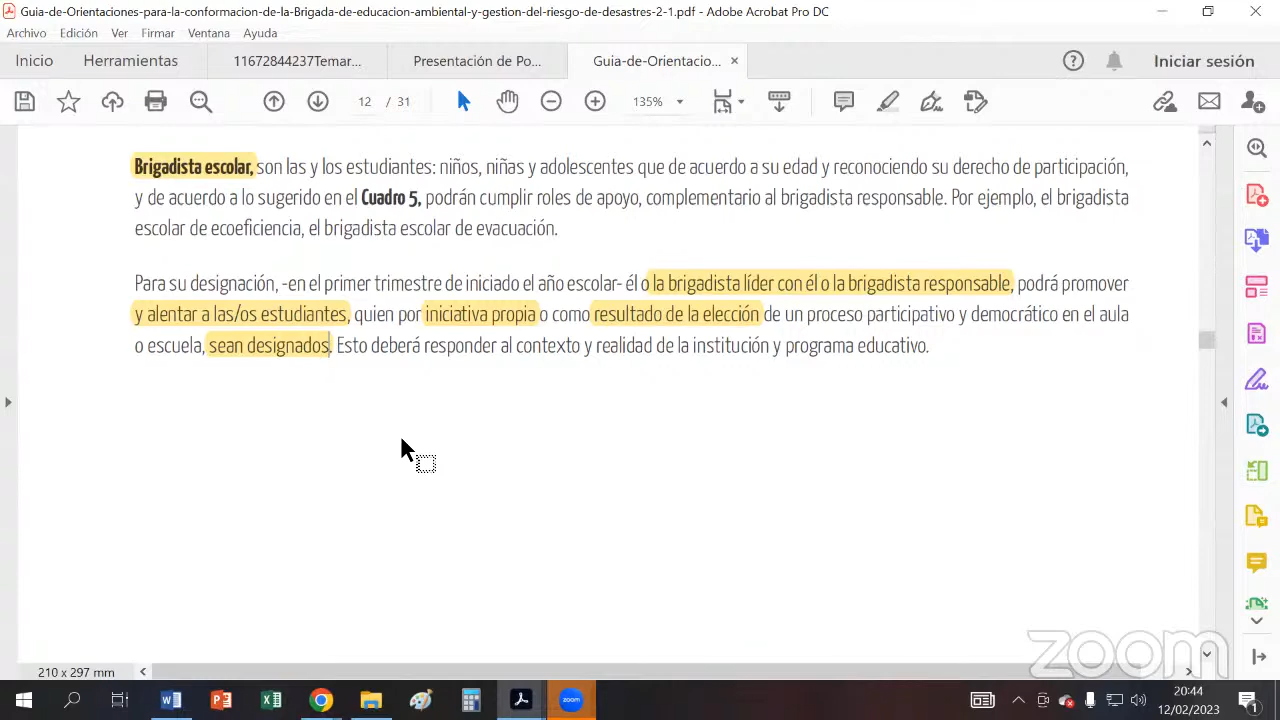 Guia-de-Orientaciones-para-la-conformacion-de-la-Brigada-de-educacion-ambiental-y-gestion-del-riesgo-de-desastres-2-1.pdf - Adobe Acrobat Pro DC
Archivo Edición Ver Firmar Ventana Ayuda
Inicio Herramientas 11672844237Temar... Presentación de Po... Guia-de-Orientacio... × Iniciar sesión
12 / 31 135%
Brigadista escolar, son las y los estudiantes: niños, niñas y adolescentes que de acuerdo a su edad y reconociendo su derecho de participación,
y de acuerdo a lo sugerido en el Cuadro 5, podrán cumplir roles de apoyo, complementario al brigadista responsable. Por ejemplo, el brigadista
escolar de ecoeficiencia, el brigadista escolar de evacuación.
Para su designación, -en el primer trimestre de iniciado el año escolar- él o la brigadista líder con él o la brigadista responsable, podrá promover
y alentar a las/os estudiantes, quien por iniciativa propia o como resultado de la elección de un proceso participativo y democrático en el aula
o escuela, sean designados. Esto deberá responder al contexto y realidad de la institución y programa educativo.
zoom
210 x 297 mm
zoom
20:44
12/02/2023
1